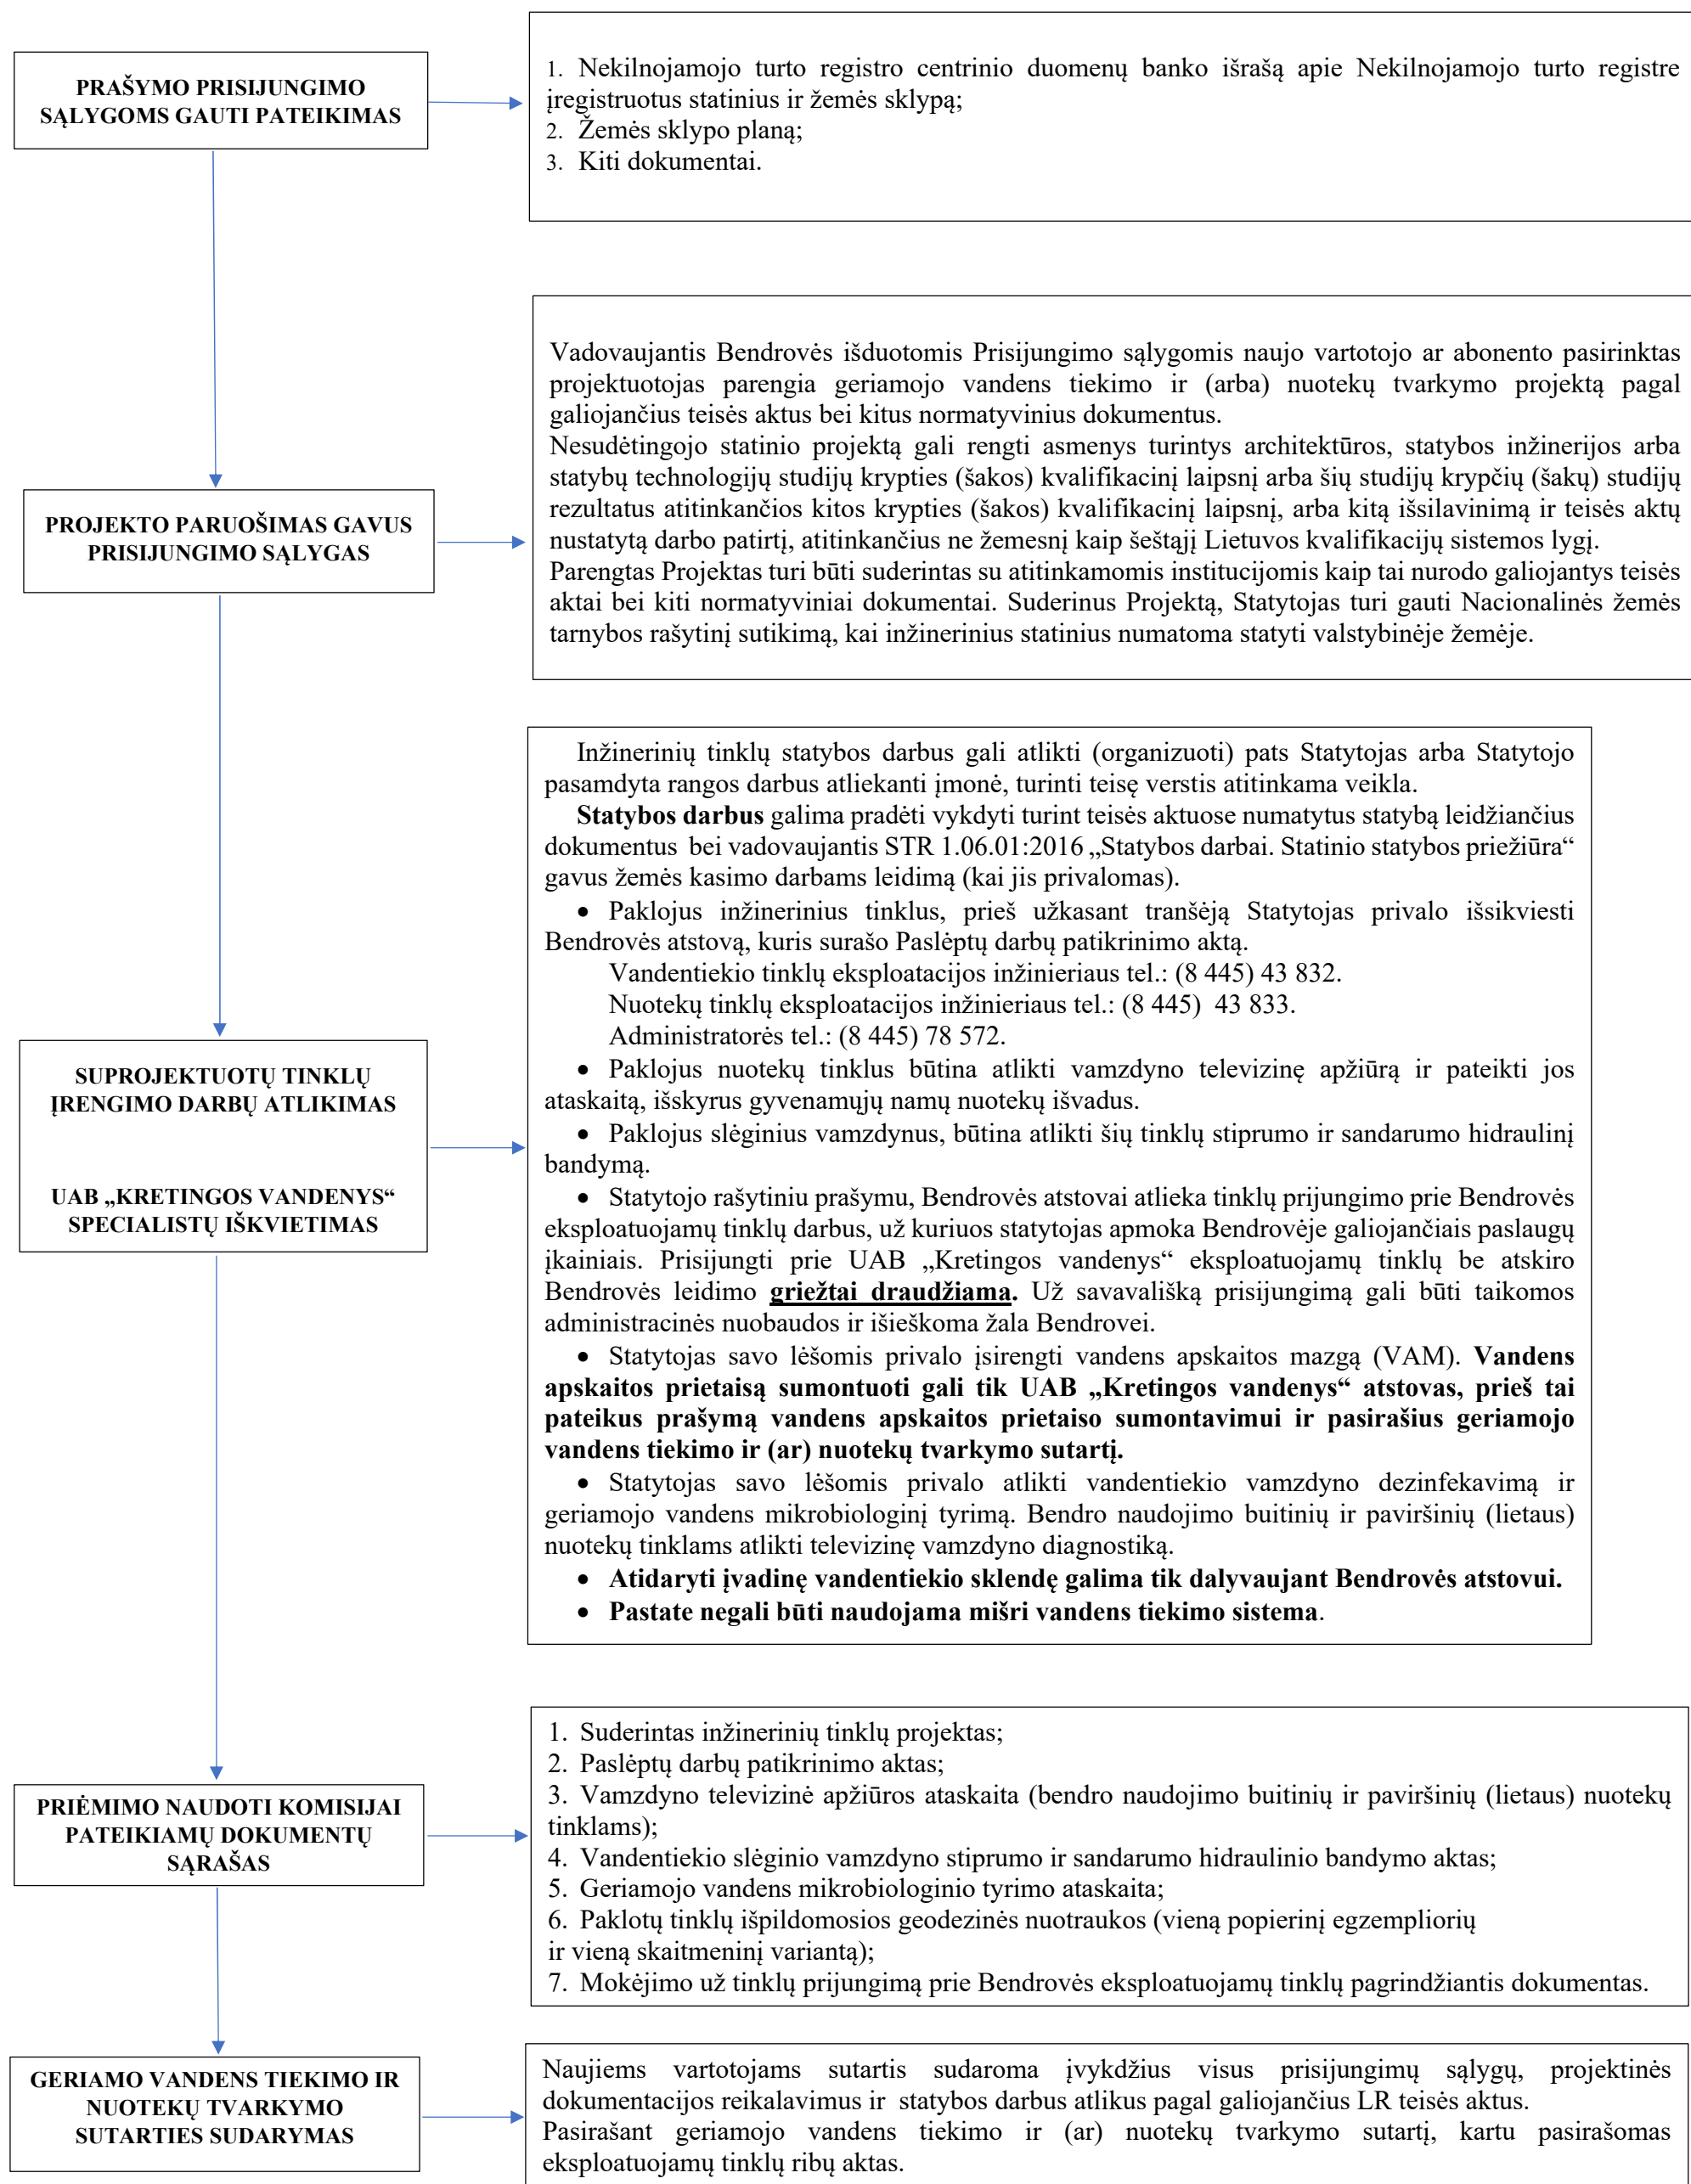 PRAŠYMO PRISIJUNGIMO
SĄLYGOMS GAUTI PATEIKIMAS
1. Nekilnojamojo turto registro centrinio duomenų banko išrašą apie Nekilnojamojo turto registre
įregistruotus statinius ir žemės sklypą;
2. Žemės sklypo planą;
3. Kiti dokumentai.
PROJEKTO PARUOŠIMAS GAVUS
PRISIJUNGIMO SĄLYGAS
Vadovaujantis Bendrovės išduotomis Prisijungimo sąlygomis naujo vartotojo ar abonento pasirinktas
projektuotojas parengia geriamojo vandens tiekimo ir (arba) nuotekų tvarkymo projektą pagal
galiojančius teisės aktus bei kitus normatyvinius dokumentus.
Nesudėtingojo statinio projektą gali rengti asmenys turintys architektūros, statybos inžinerijos arba
statybų technologijų studijų krypties (šakos) kvalifikacinį laipsnį arba šių studijų krypčių (šakų) studijų
rezultatus atitinkančios kitos krypties (šakos) kvalifikacinį laipsnį, arba kitą išsilavinimą ir teisės aktų
nustatytą darbo patirtį, atitinkančius ne žemesnį kaip šeštąjį Lietuvos kvalifikacijų sistemos lygį.
Parengtas Projektas turi būti suderintas su atitinkamomis institucijomis kaip tai nurodo galiojantys teisės
aktai bei kiti normatyviniai dokumentai. Suderinus Projektą, Statytojas turi gauti Nacionalinės žemės
tarnybos rašytinį sutikimą, kai inžinerinius statinius numatoma statyti valstybinėje žemėje.
SUPROJEKTUOTŲ TINKLŲ
ĮRENGIMO DARBŲ ATLIKIMAS
UAB „KRETINGOS VANDENYS“
SPECIALISTŲ IŠKVIETIMAS
Inžinerinių tinklų statybos darbus gali atlikti (organizuoti) pats Statytojas arba Statytojo
pasamdyta rangos darbus atliekanti įmonė, turinti teisę verstis atitinkama veikla.
Statybos darbus galima pradėti vykdyti turint teisės aktuose numatytus statybą leidžiančius
dokumentus bei vadovaujantis STR 1.06.01:2016 „Statybos darbai. Statinio statybos priežiūra“
gavus žemės kasimo darbams leidimą (kai jis privalomas).
• Paklojus inžinerinius tinklus, prieš užkasant tranšėją Statytojas privalo išsikviesti
Bendrovės atstovą, kuris surašo Paslėptų darbų patikrinimo aktą.
Vandentiekio tinklų eksploatacijos inžinieriaus tel.: (8 445) 43 832.
Nuotekų tinklų eksploatacijos inžinieriaus tel.: (8 445) 43 833.
Administratorės tel.: (8 445) 78 572.
• Paklojus nuotekų tinklus būtina atlikti vamzdyno televizinę apžiūrą ir pateikti jos
ataskaitą, išskyrus gyvenamųjų namų nuotekų išvadus.
• Paklojus slėginius vamzdynus, būtina atlikti šių tinklų stiprumo ir sandarumo hidraulinį
bandymą.
• Statytojo rašytiniu prašymu, Bendrovės atstovai atlieka tinklų prijungimo prie Bendrovės
eksploatuojamų tinklų darbus, už kuriuos statytojas apmoka Bendrovėje galiojančiais paslaugų
įkainiais. Prisijungti prie UAB „Kretingos vandenys“ eksploatuojamų tinklų be atskiro
Bendrovės leidimo griežtai draudžiama. Už savavališką prisijungimą gali būti taikomos
administracinės nuobaudos ir išieškoma žala Bendrovei.
• Statytojas savo lėšomis privalo įsirengti vandens apskaitos mazgą (VAM). Vandens
apskaitos prietaisą sumontuoti gali tik UAB „Kretingos vandenys“ atstovas, prieš tai
pateikus prašymą vandens apskaitos prietaiso sumontavimui ir pasirašius geriamojo
vandens tiekimo ir (ar) nuotekų tvarkymo sutartį.
• Statytojas savo lėšomis privalo atlikti vandentiekio vamzdyno dezinfekavimą ir
geriamojo vandens mikrobiologinį tyrimą. Bendro naudojimo buitinių ir paviršinių (lietaus)
nuotekų tinklams atlikti televizinę vamzdyno diagnostiką.
• Atidaryti įvadinę vandentiekio sklendę galima tik dalyvaujant Bendrovės atstovui.
• Pastate negali būti naudojama mišri vandens tiekimo sistema.
PRIĖMIMO NAUDOTI KOMISIJAI
PATEIKIAMŲ DOKUMENTŲ
SĄRAŠAS
1. Suderintas inžinerinių tinklų projektas;
2. Paslėptų darbų patikrinimo aktas;
3. Vamzdyno televizinė apžiūros ataskaita (bendro naudojimo buitinių ir paviršinių (lietaus) nuotekų
tinklams);
4. Vandentiekio slėginio vamzdyno stiprumo ir sandarumo hidraulinio bandymo aktas;
5. Geriamojo vandens mikrobiologinio tyrimo ataskaita;
6. Paklotų tinklų išpildomosios geodezinės nuotraukos (vieną popierinį egzempliorių
ir vieną skaitmeninį variantą);
7. Mokėjimo už tinklų prijungimą prie Bendrovės eksploatuojamų tinklų pagrindžiantis dokumentas.
GERIAMO VANDENS TIEKIMO IR
NUOTEKŲ TVARKYMO
SUTARTIES SUDARYMAS
Naujiems vartotojams sutartis sudaroma įvykdžius visus prisijungimų sąlygų, projektinės
dokumentacijos reikalavimus ir statybos darbus atlikus pagal galiojančius LR teisės aktus.
Pasirašant geriamojo vandens tiekimo ir (ar) nuotekų tvarkymo sutartį, kartu pasirašomas
eksploatuojamų tinklų ribų aktas.